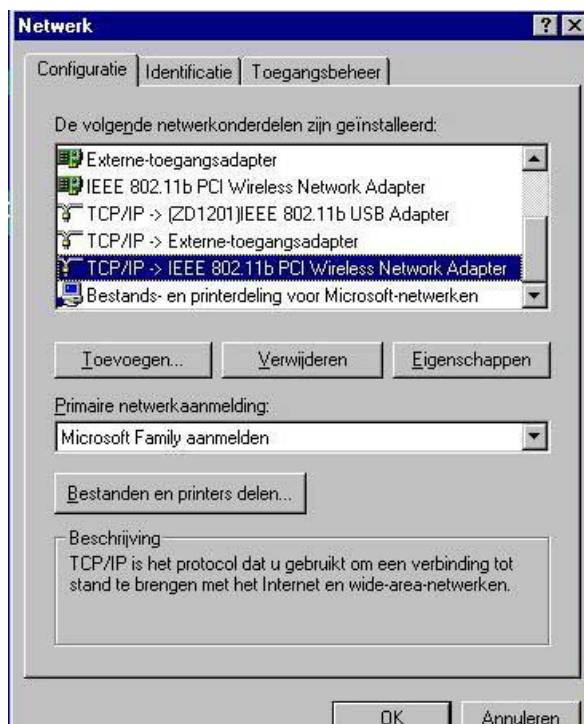 Netwerk
Configuratie
Identificatie
Toegangsbeheer
De volgende netwerkonderdelen zijn geïnstalleerd:
Externe-toegangsadapter
IEEE 802.11b PCI Wireless Network Adapter
TCP/IP -> (ZD1201)IEEE 802.11b USB Adapter
TCP/IP -> Externe-toegangsadapter
TCP/IP -> IEEE 802.11b PCI Wireless Network Adapter
Bestands- en printerdeling voor Microsoft-netwerken
Toevoegen...
Verwijderen
Eigenschappen
Primaire netwerkaanmelding:
Microsoft Family aanmelden
Bestanden en printers delen...
Beschrijving
TCP/IP is het protocol dat u gebruikt om een verbinding tot
stand te brengen met het Internet en wide-area-netwerken.
OK
Annuleren